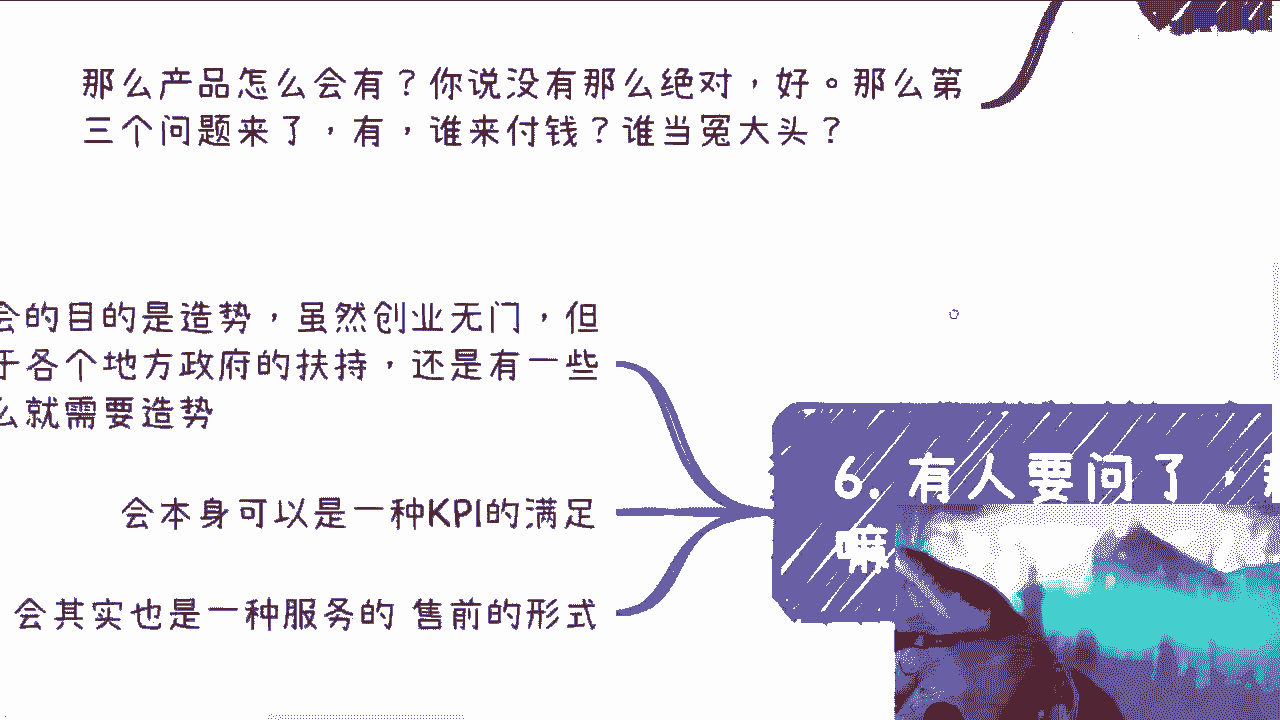 那么产品怎么会有？你说没有那么绝对，好。那么第
三个问题来了，有，谁来付钱？谁当冤大头？
会的目的是造势，虽然创业无门，但
于各个地方政府的扶持，还是有一些
么就需要造势
会本身可以是一种KPI的满足
会其实也是一种服务的 售前的形式
6. 有人要问了，
嘛